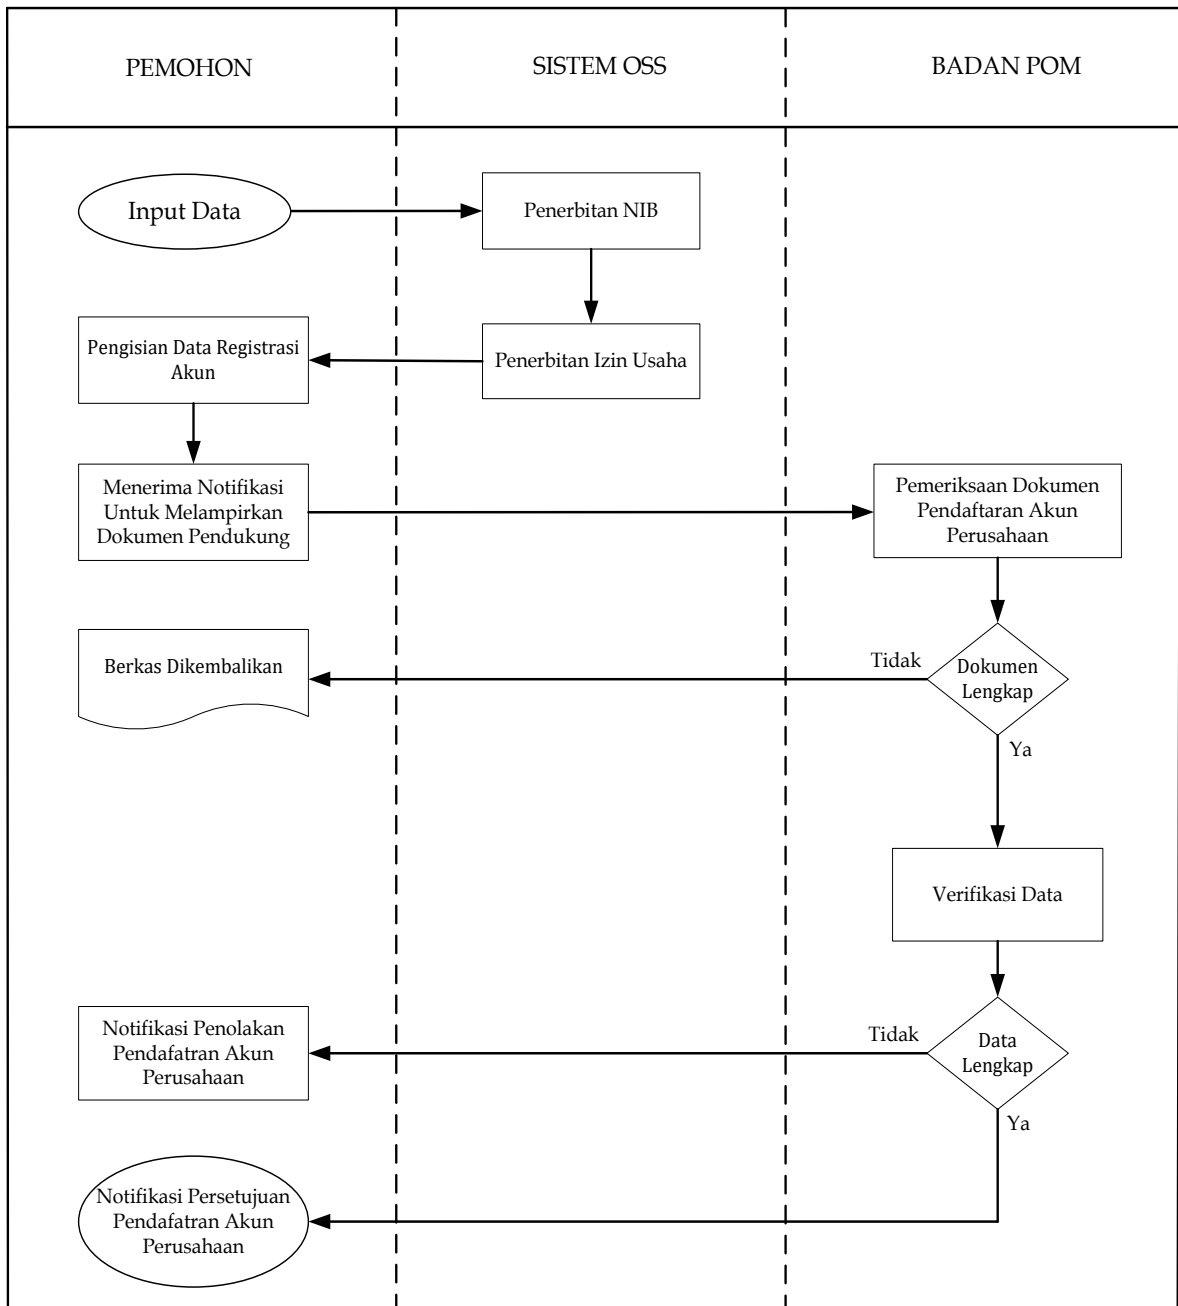 PEMOHON
SISTEM OSS
BADAN POM
Input Data
Penerbitan NIB
Pengisian Data Registrasi
Akun
Penerbitan Izin Usaha
Menerima Notifikasi
Untuk Melampirkan
Dokumen Pendukung
Pemeriksaan Dokumen
Pendaftaran Akun
Perusahaan
Berkas Dikembalikan
Tidak
Dokumen
Lengkap
Ya
Verifikasi Data
Notifikasi Penolakan
Pendafatran Akun
Perusahaan
Tidak
Data
Lengkap
Ya
Notifikasi Persetujuan
Pendafatran Akun
Perusahaan